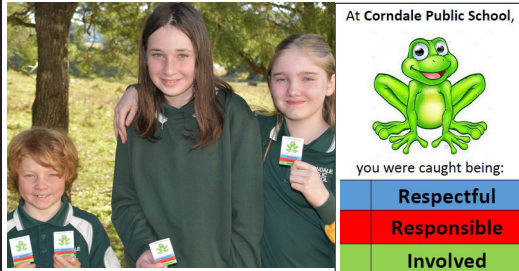 At Corndale Public School,
you were caught being:
Respectful
Responsible
Involved